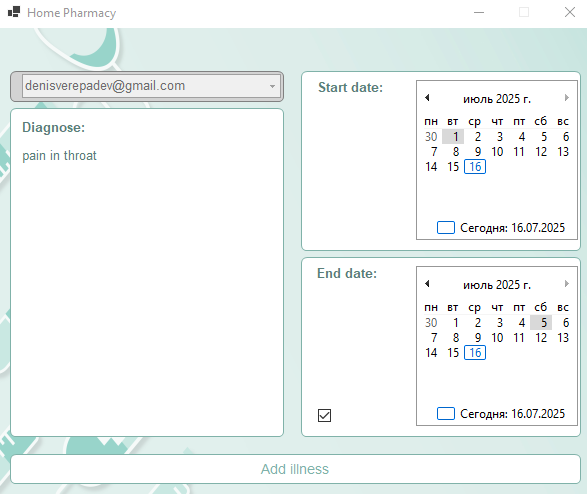 Home Pharmacy
denisverepadev@gmail.com
Diagnose:
pain in throat
Start date:
июль 2025 г.
пн вт ср чт пт сб вс
30 1 2 3 4 5 6
7 8 9 10 11 12 13
14 15 16
Сегодня: 16.07.2025
End date:
июль 2025 г.
пн вт ср чт пт сб вс
30 1 2 3 4 5 6
7 8 9 10 11 12 13
14 15 16
Сегодня: 16.07.2025
Add illness